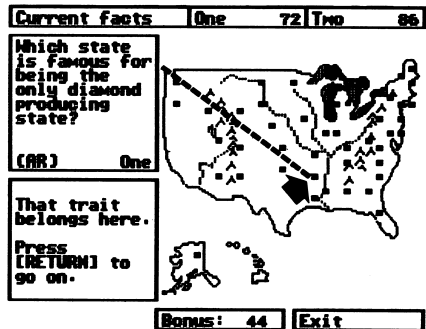 Current facts
One 72
Two 86
Which state
is famous for
being the
only diamond
producing
state?
(AR) One
That trait
belongs here.
Press
[RETURN] to
go on.
Bonus: 44
Exit